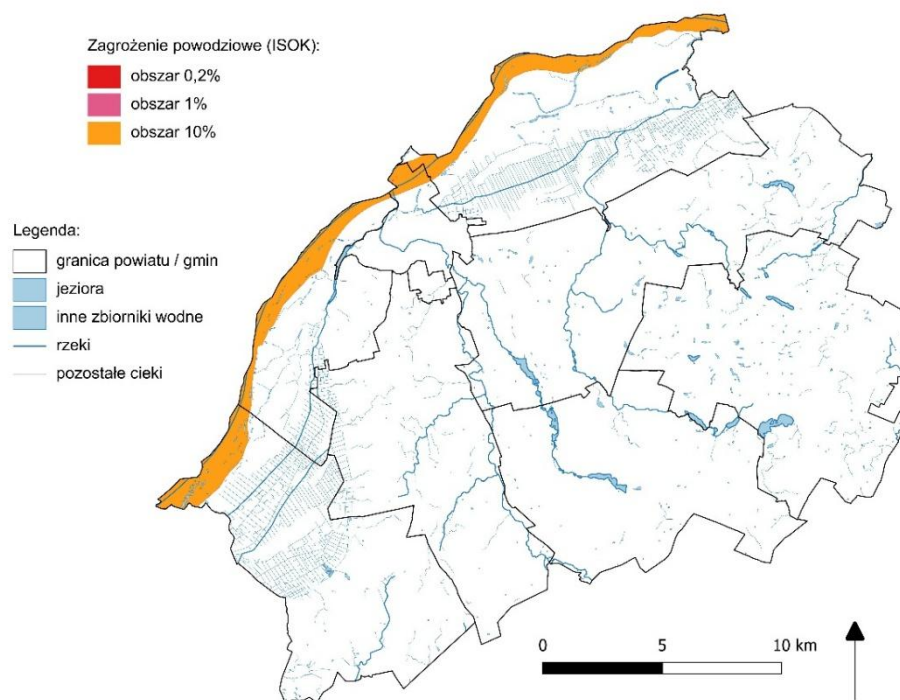 Zagrożenie powodziowe (ISOK):
obszar 0,2%
obszar 1%
obszar 10%
Legenda:
granica powiatu / gmin
jeziora
inne zbiorniki wodne
rzeki
pozostałe cieki
0 5 10 km